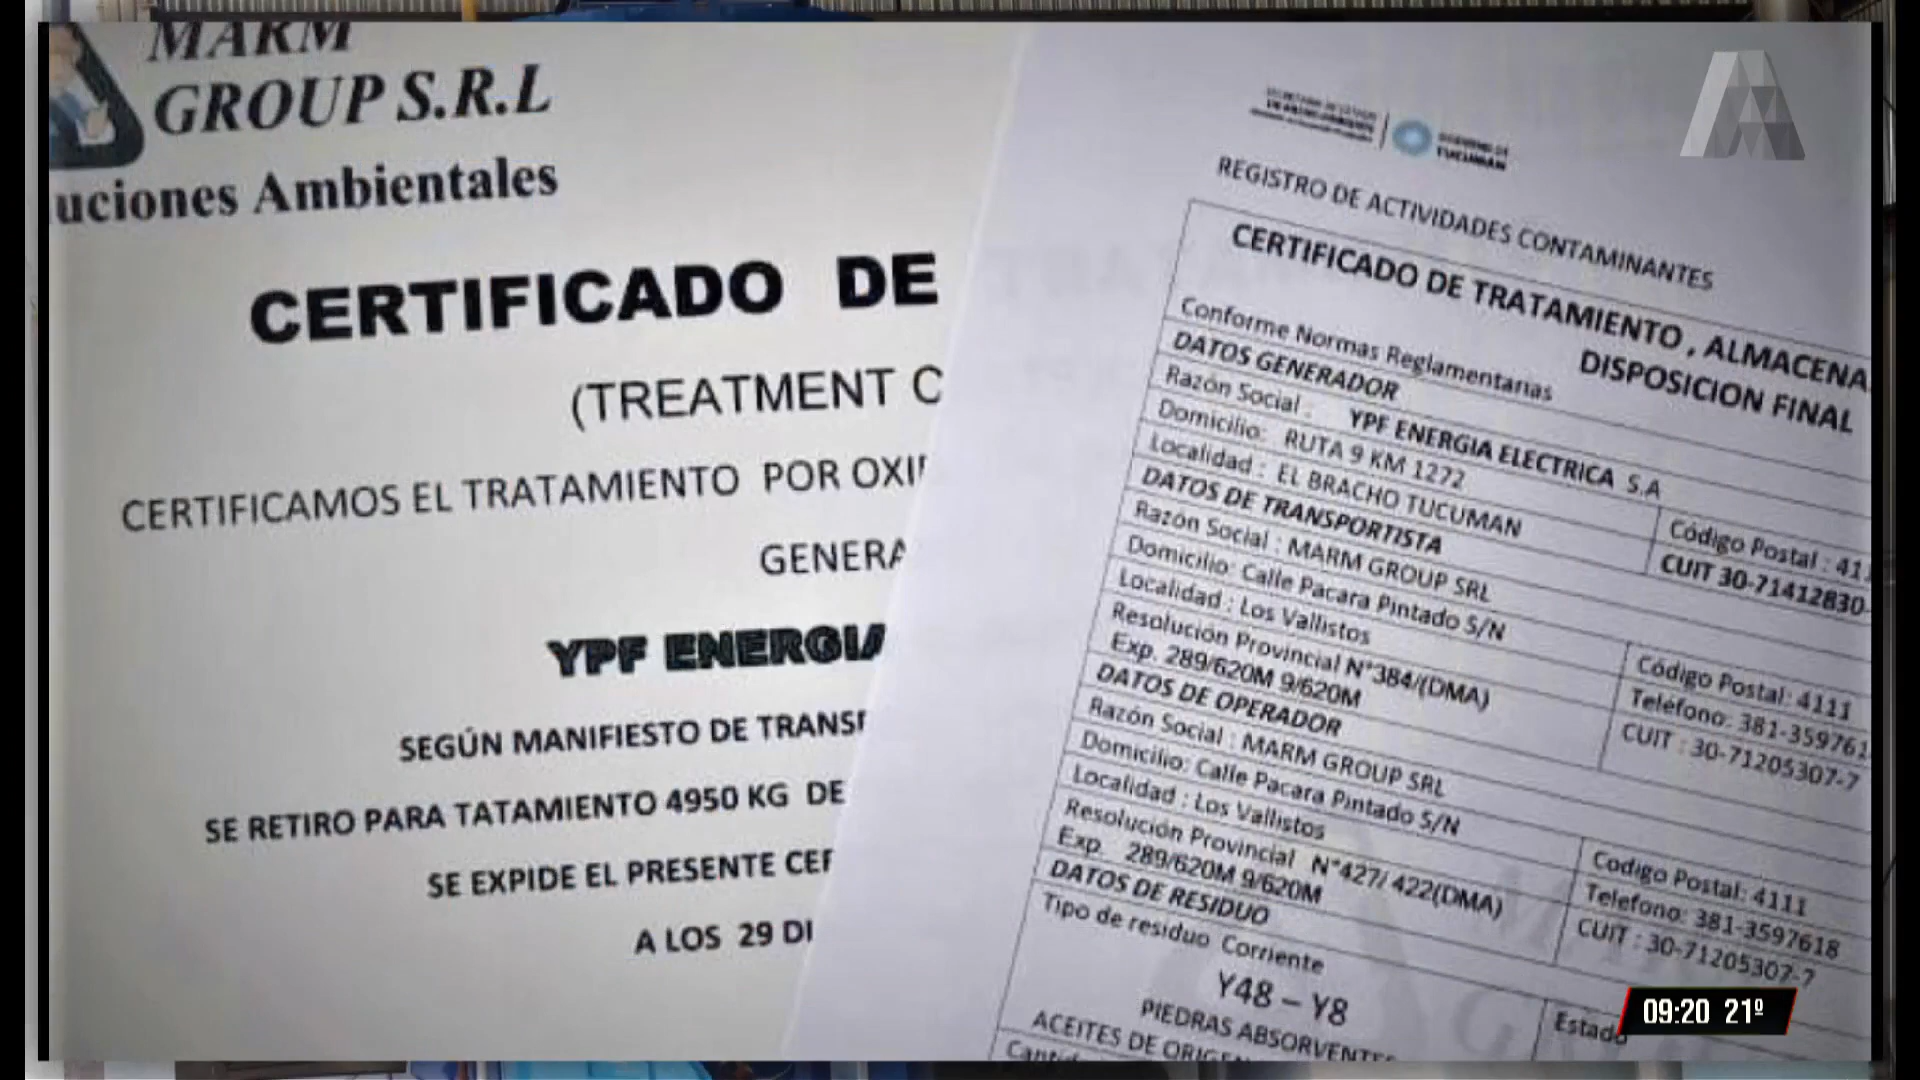 MARM
GROUP S.R.L
uciones Ambientales
CERTIFICADO DE
(TREATMENT C
CERTIFICAMOS EL TRATAMIENTO POR OXI
GENERA
YPF ENERGIA
SEGÚN MANIFIESTO DE TRANSF
SE RETIRO PARA TATAMIENTO 4950 KG DE
SE EXPIDE EL PRESENTE CER
A LOS 29 DI
TUCUMAN
REGISTRO DE ACTIVIDADES CONTAMINANTES
CERTIFICADO DE TRATAMIENTO , ALMACENA
DISPOSICION FINAL
Conforme Normas Reglamentarias
DATOS GENERADOR
Razón Social : YPF ENERGIA ELECTRICA S.A
Domicilio: RUTA 9 KM 1272
Código Postal : 41
Localidad : EL BRACHO TUCUMAN
CUIT 30-71412830-
DATOS DE TRANSPORTISTA
Razón Social : MARM GROUP SRL
Domicilio: Calle Pacara Pintado S/N
Código Postal: 4111
Localidad : Los Vallistos
Teléfono: 381-359761
Resolución Provincial N°384/(DMA)
CUIT : 30-71205307-7
Exp. 289/620M 9/620M
DATOS DE OPERADOR
Razón Social : MARM GROUP SRL
Domicilio: Calle Pacara Pintado S/N
Codigo Postal: 4111
Localidad : Los Vallistos
Telefono: 381-3597618
Resolución Provincial N°427/ 422(DMA)
CUIT : 30-71205307-7
Exp. 289/620M 9/620M
DATOS DE RESIDUO
Tipo de residuo Corriente
Estado
Y48 – Y8
PIEDRAS ABSORVENTES
ACEITES DE ORIGEN
Cantid
09:20 21º